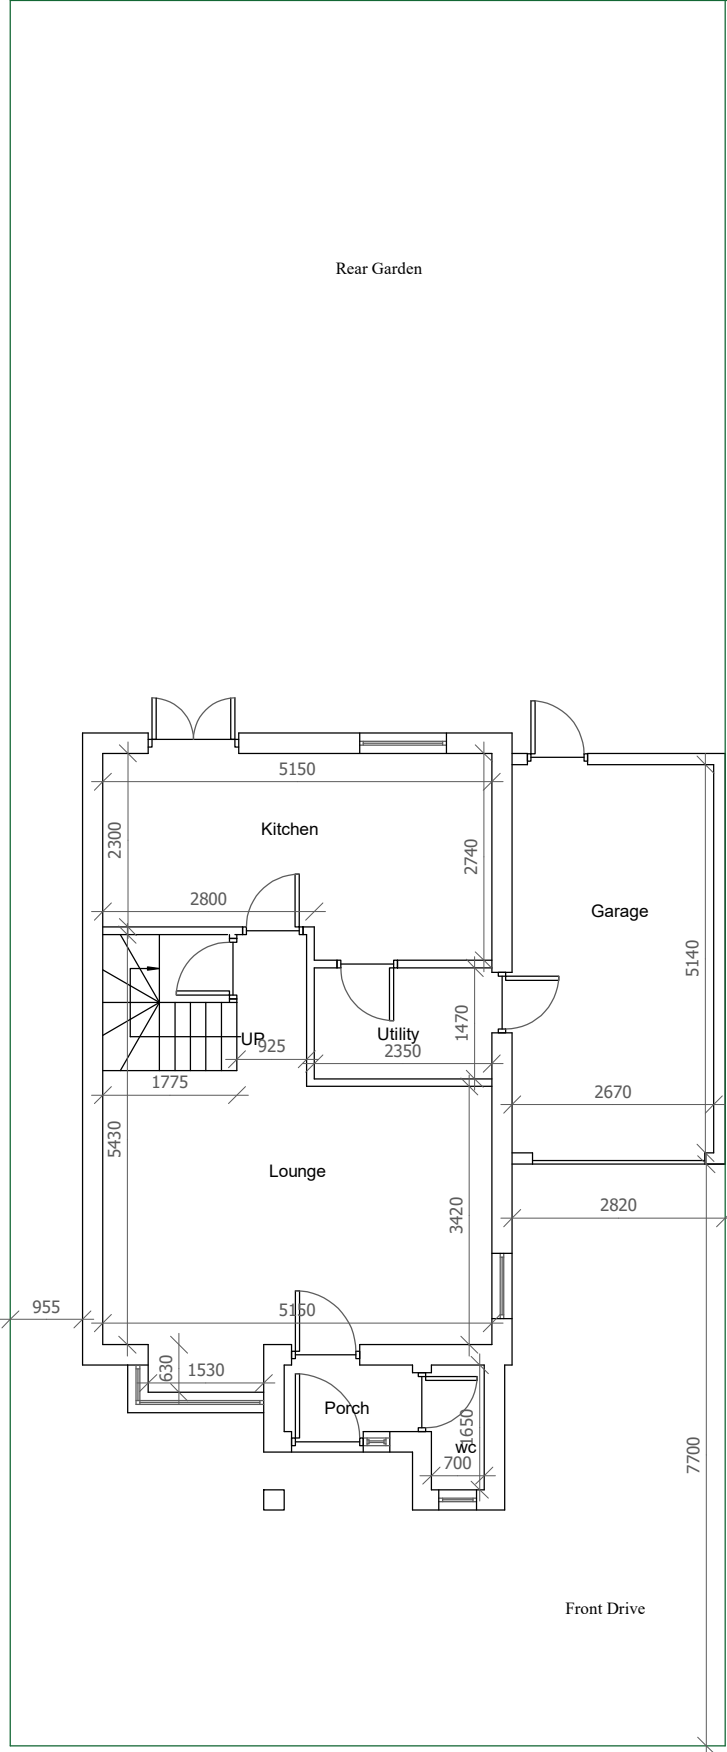 Rear Garden
5150
2300
Kitchen
2740
2800
Garage
5140
UP
925
Utility
2350
1470
1775
2670
5430
Lounge
3420
2820
955
5150
630
1530
Porch
1650
wc
700
7700
Front Drive